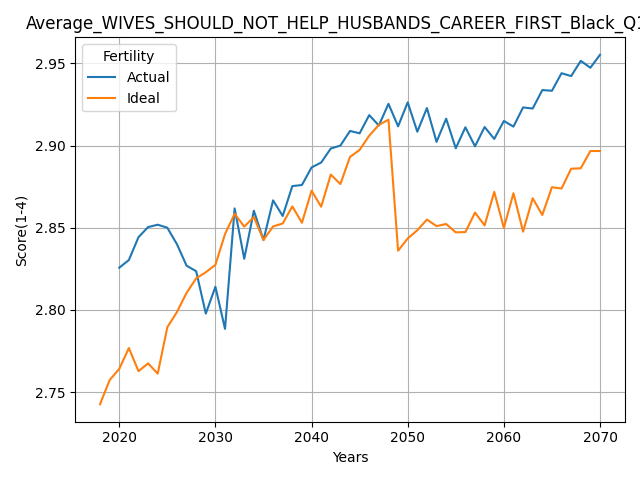 Average_WIVES_SHOULD_NOT_HELP_HUSBANDS_CAREER_FIRST_Black_Q1
Fertility
Actual
Ideal
Score(1-4)
2.95
2.90
2.85
2.80
2.75
2020 2030 2040 2050 2060 2070
Years